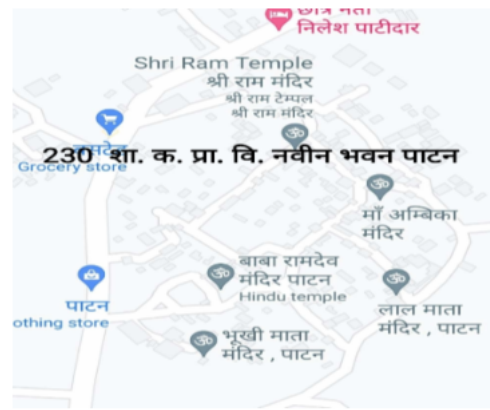 छात्र नेता
निलेश पाटीदार
Shri Ram Temple
श्री राम मंदिर
श्री राम टेम्पल
श्री राम मंदिर
230 शा. क. प्रा. वि. नवीन भवन पाटन
Grocery store
माँ अम्बिका
मंदिर
बाबा रामदेव
मंदिर पाटन
Hindu temple
पाटन
othing store
लाल माता
मंदिर , पाटन
भूखी माता
मंदिर , पाटन